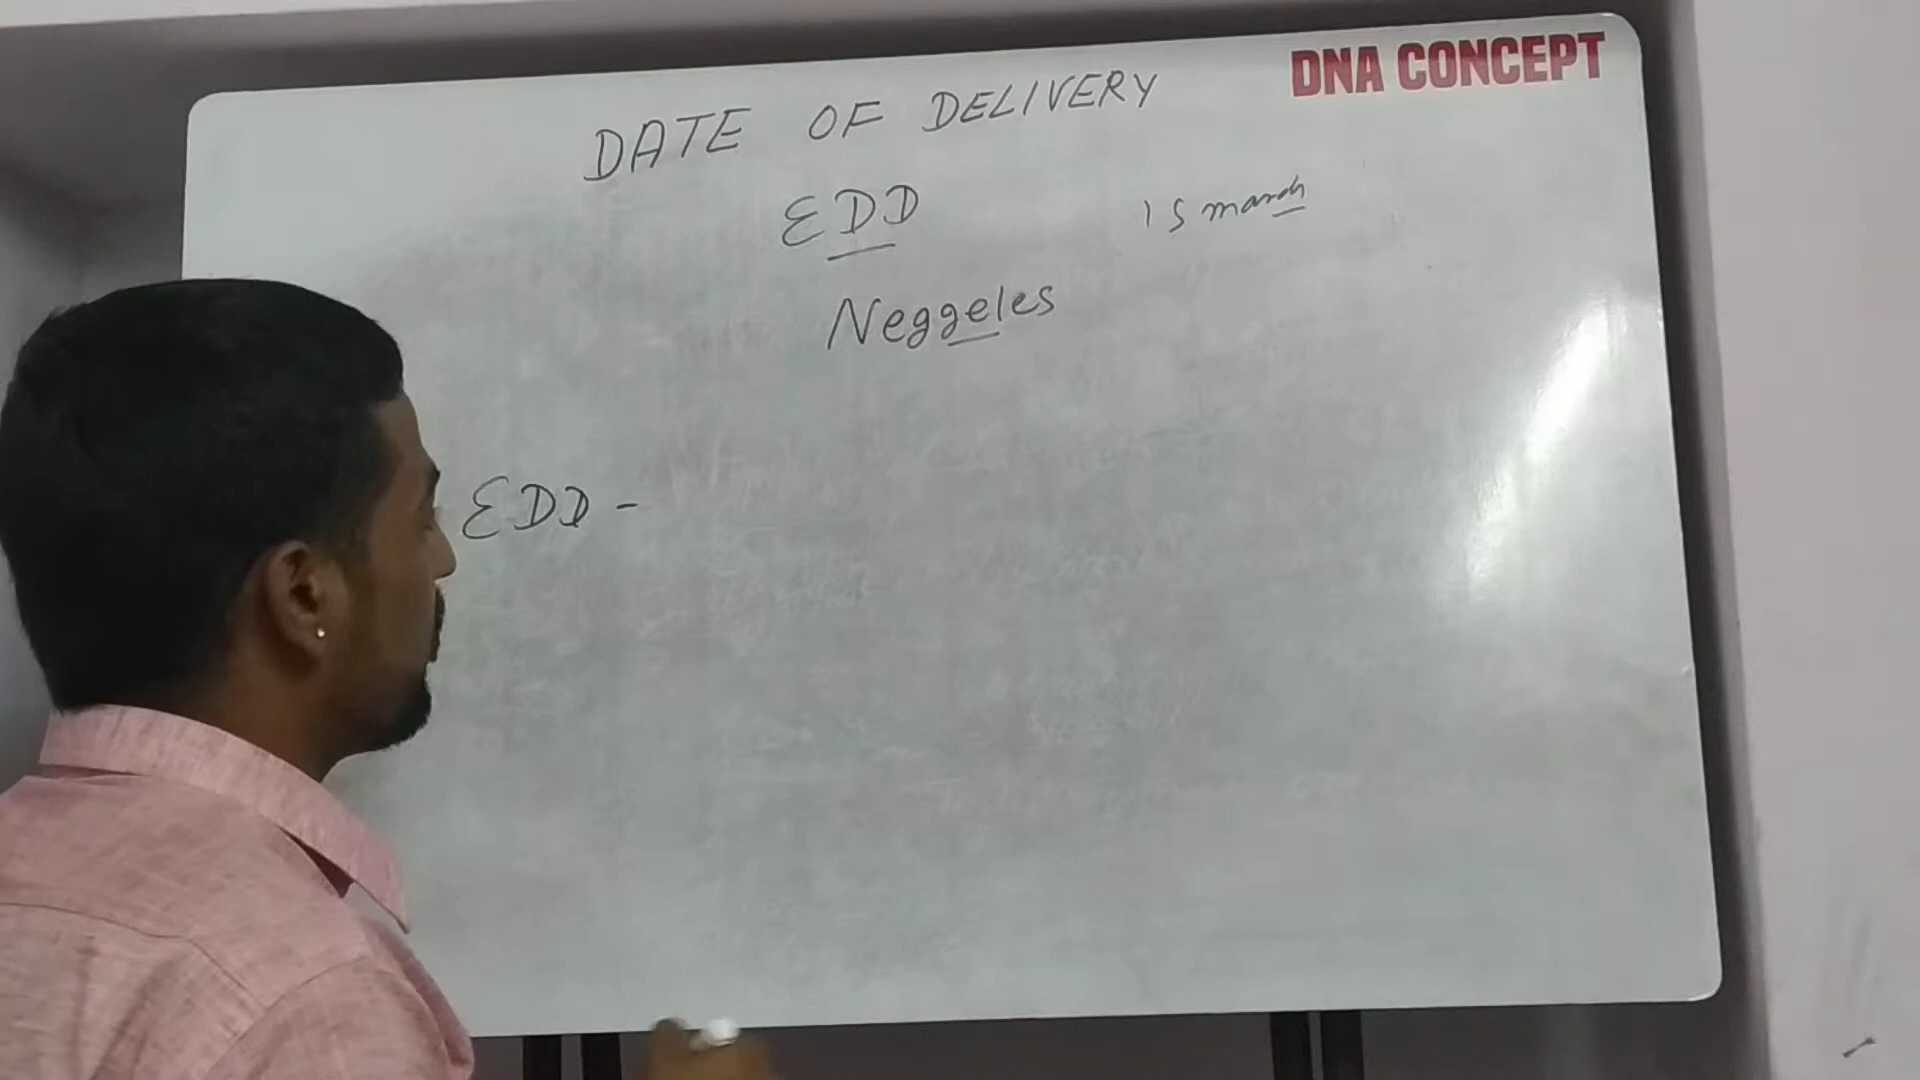 DNA CONCEPT
DATE OF DELIVERY
EDD
15 march
Neggeles
EDD -